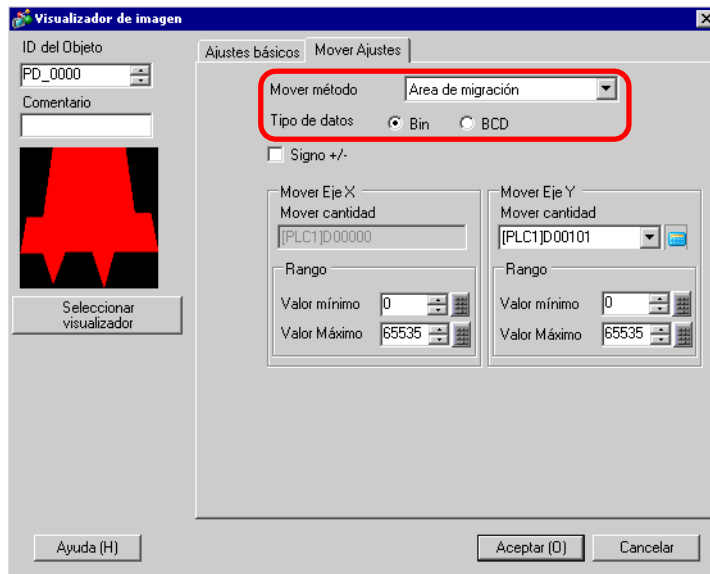 Visualizador de imagen
ID del Objeto
PD_0000
Comentario
Seleccionar
visualizador
Ajustes básicos
Mover Ajustes
Mover método
Area de migración
Tipo de datos
Bin
BCD
Signo +/-
Mover Eje X
Mover cantidad
[PLC1]D00000
Rango
Valor mínimo
0
Valor Máximo
65535
Mover Eje Y
Mover cantidad
[PLC1]D00101
Rango
Valor mínimo
0
Valor Máximo
65535
Ayuda (H)
Aceptar (O)
Cancelar